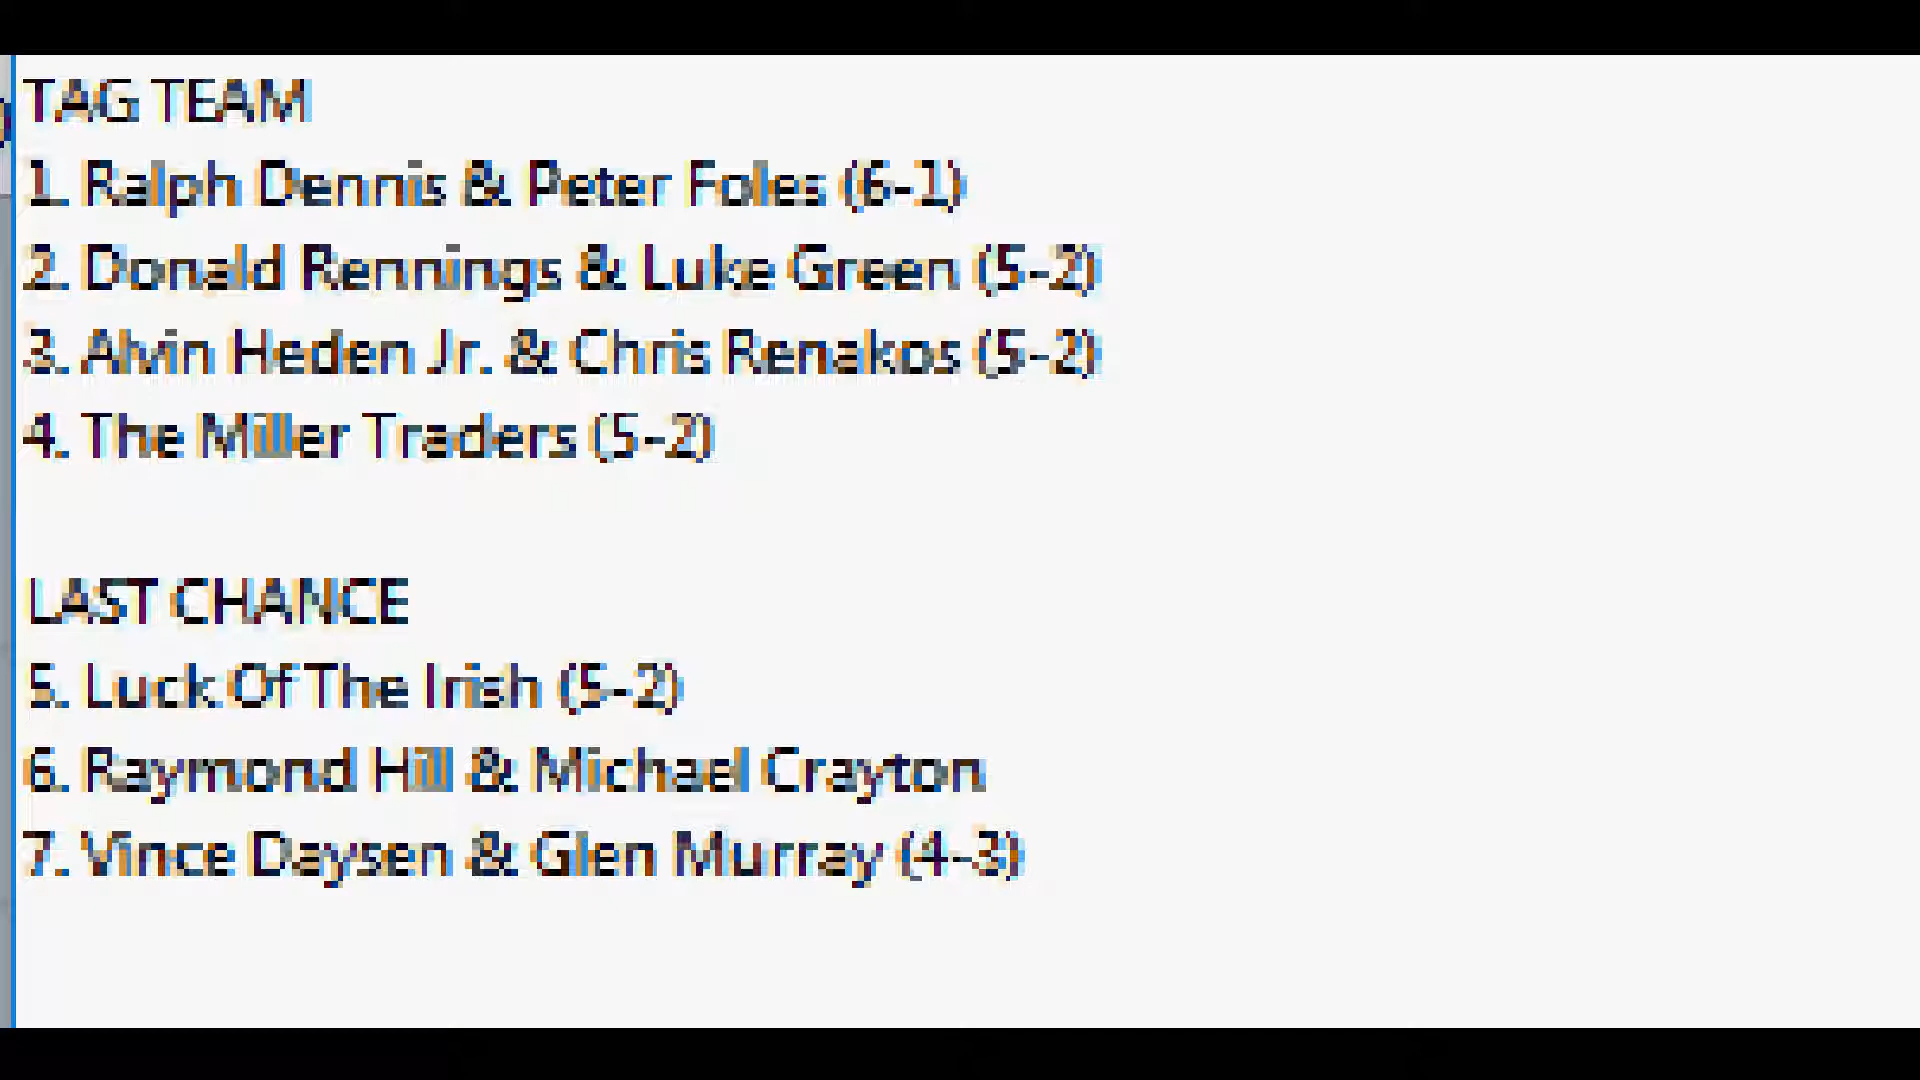 TAG TEAM
1. Ralph Dennis & Peter Foles (6-1)
2. Donald Rennings & Luke Green (5-2)
3. Alvin Heden Jr. & Chris Renakos (5-2)
4. The Miller Traders (5-2)
LAST CHANCE
5. Luck Of The Irish (5-2)
6. Raymond Hill & Michael Crayton
7. Vince Daysen & Glen Murray (4-3)